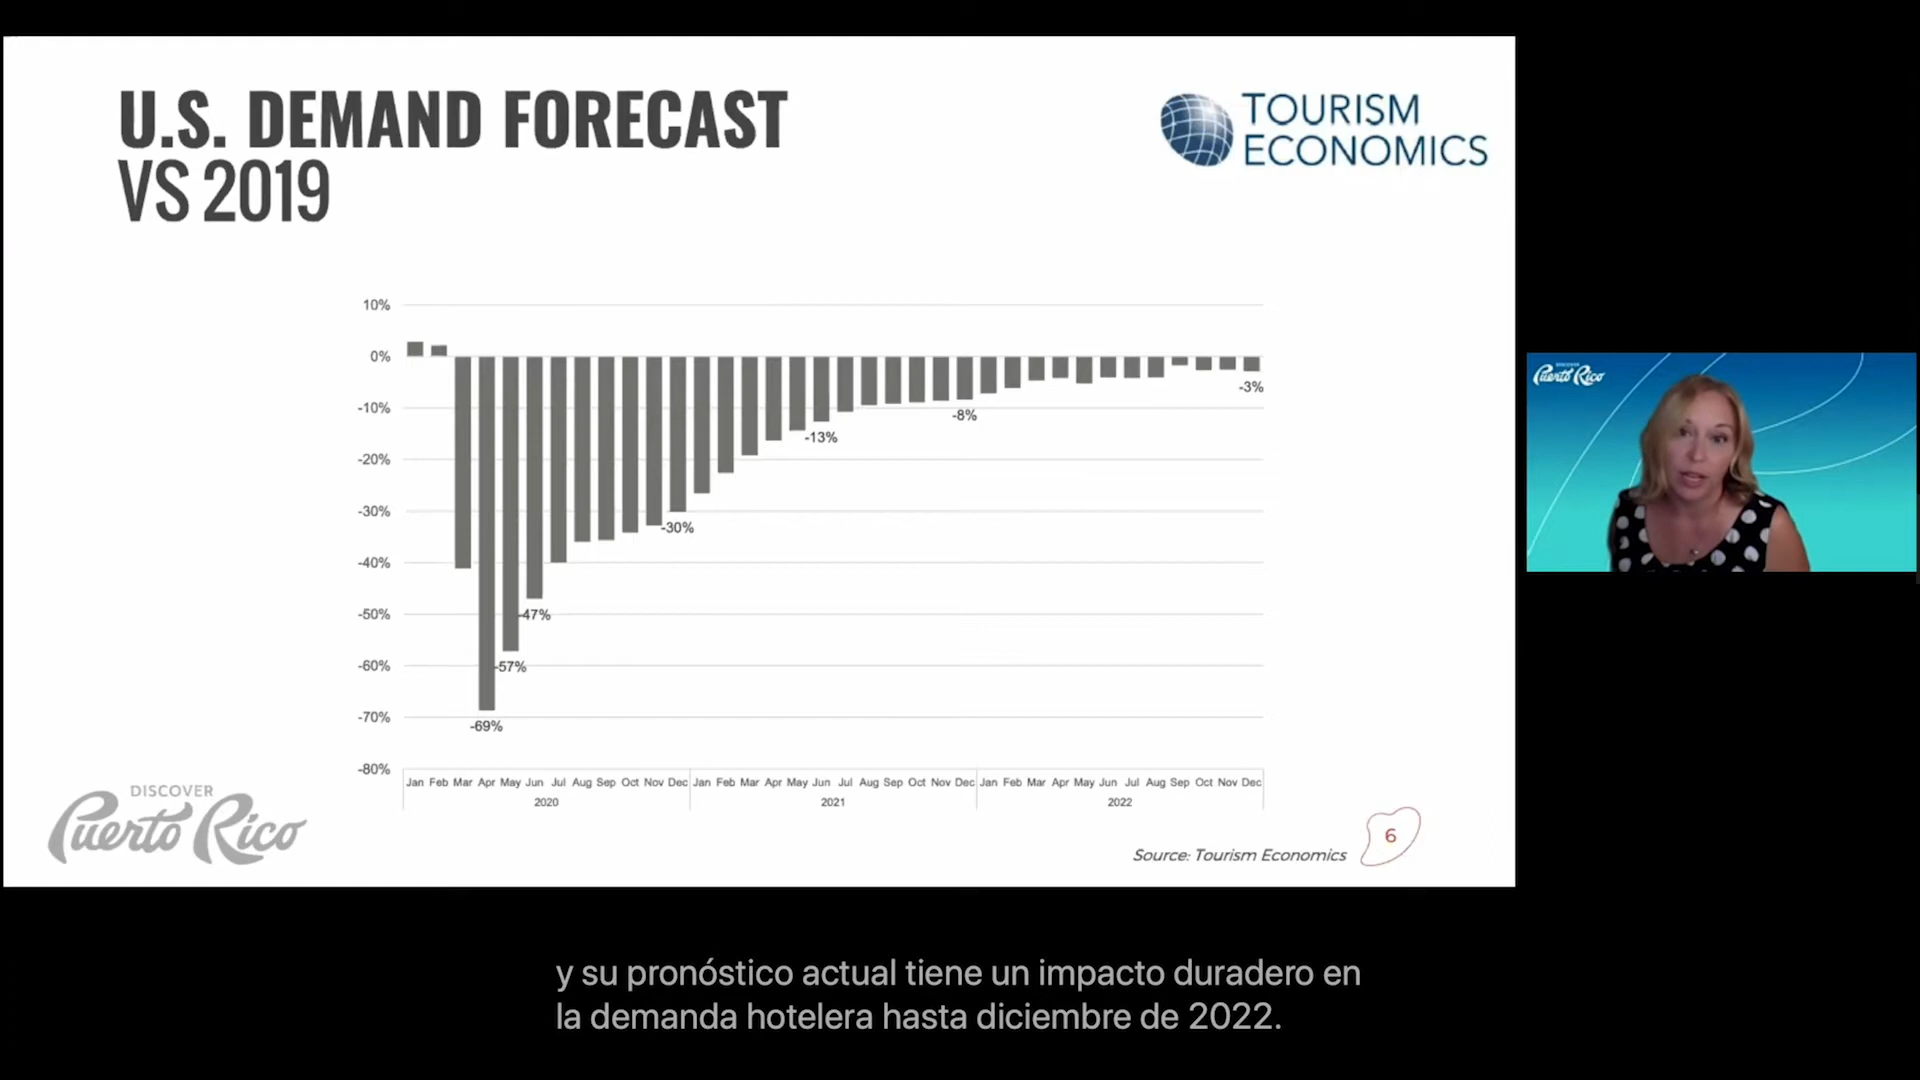 U.S. DEMAND FORECAST
VS 2019
TOURISM
ECONOMICS
10%
0%
-10%
-20%
-30%
-40%
-50%
-60%
-70%
-80%
-69%
-57%
-47%
-30%
-13%
-8%
-3%
Jan Feb Mar Apr May Jun Jul Aug Sep Oct Nov Dec Jan Feb Mar Apr May Jun Jul Aug Sep Oct Nov Dec Jan Feb Mar Apr May Jun Jul Aug Sep Oct Nov Dec
2020 2021 2022
DISCOVER
Puerto Rico
Source: Tourism Economics
6
DISCOVER
Puerto Rico
y su pronóstico actual tiene un impacto duradero en
la demanda hotelera hasta diciembre de 2022.